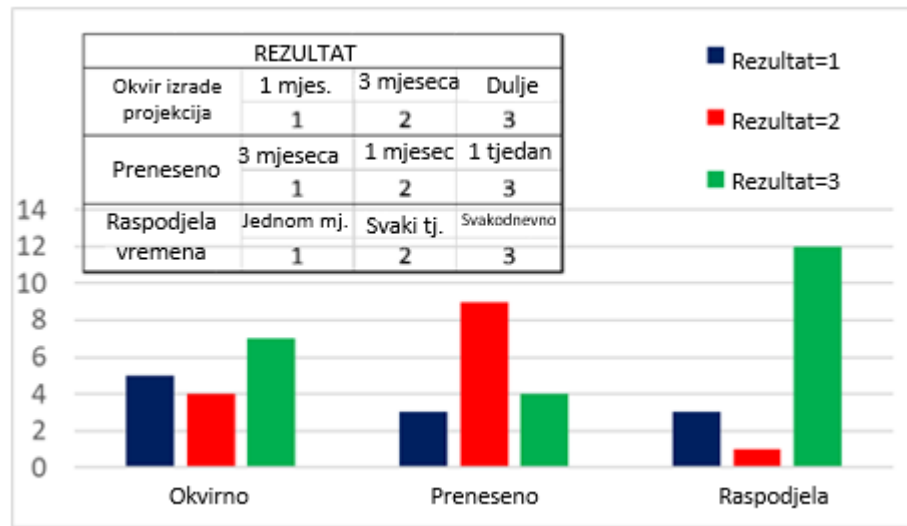 REZULTAT
Okvir izrade projekcija 1 mjes. 3 mjeseca Dulje
1 2 3
Preneseno 3 mjeseca 1 mjesec 1 tjedan
1 2 3
Raspodjela vremena Jednom mj. Svaki tj. Svakodnevno
1 2 3
Rezultat=1
Rezultat=2
Rezultat=3
14
12
10
8
6
4
2
0
Okvirno Preneseno Raspodjela